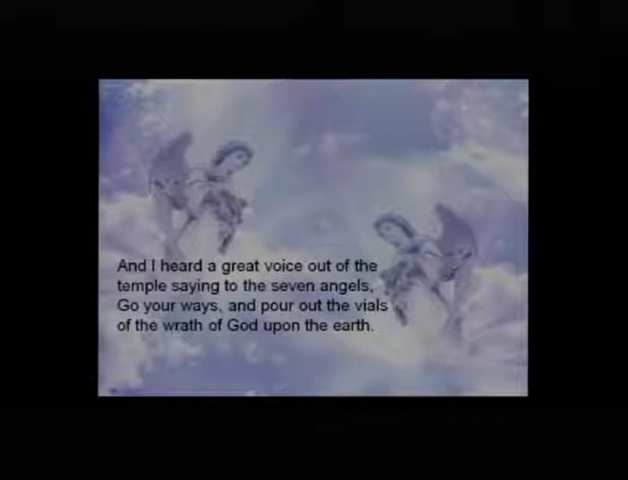 And I heard a great voice out of the
temple saying to the seven angels,
Go your ways, and pour out the vials
of the wrath of God upon the earth.